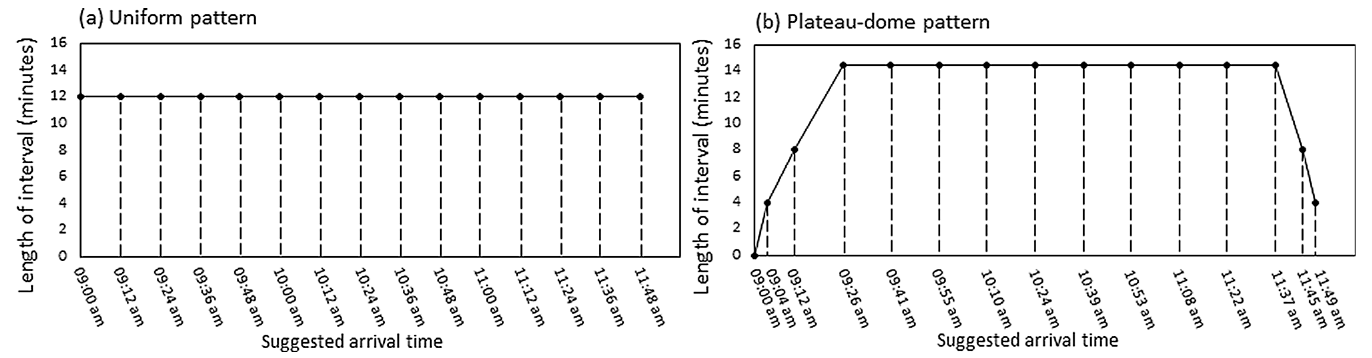 (a) Uniform pattern
Length of interval (minutes)
16
14
12
10
8
6
4
2
0
09:00 am
09:12 am
09:24 am
09:36 am
09:48 am
10:00 am
10:12 am
10:24 am
10:36 am
10:48 am
11:00 am
11:12 am
11:24 am
11:36 am
11:48 am
Suggested arrival time
(b) Plateau-dome pattern
Length of interval (minutes)
16
14
12
10
8
6
4
2
0
09:00 am
09:04 am
09:12 am
09:26 am
09:41 am
09:55 am
10:10 am
10:24 am
10:39 am
10:53 am
11:08 am
11:22 am
11:37 am
11:45 am
11:49 am
Suggested arrival time